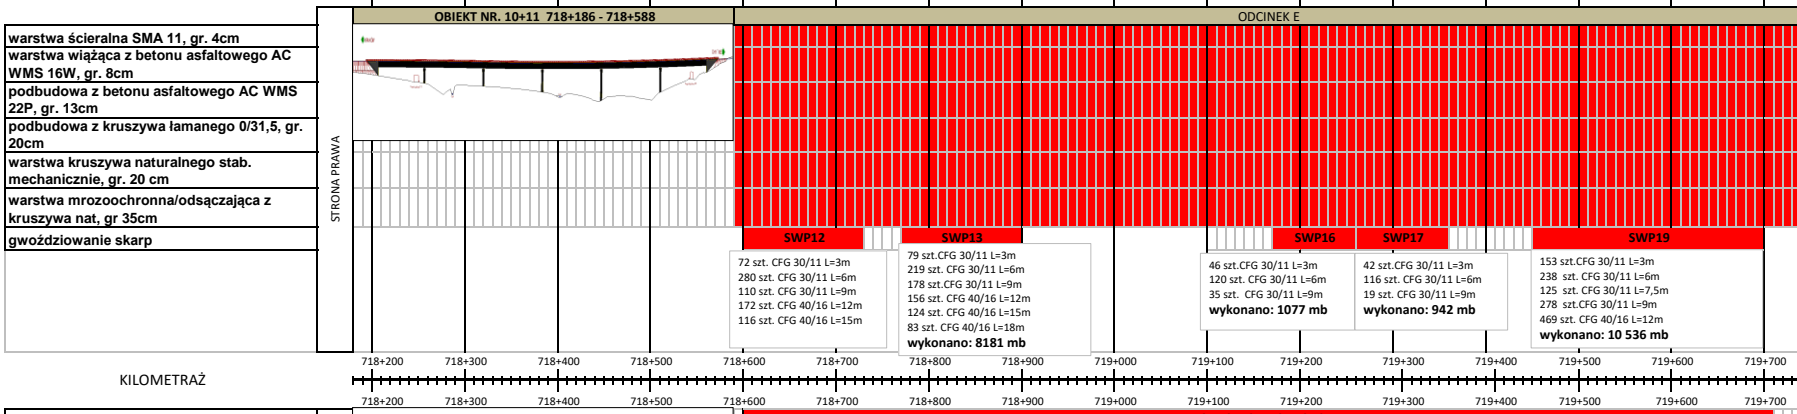 OBIEKT NR. 10+11 718+186 - 718+588
ODCINEK E
warstwa ścieralna SMA 11, gr. 4cm
warstwa wiążąca z betonu asfaltowego AC
WMS 16W, gr. 8cm
podbudowa z betonu asfaltowego AC WMS
22P, gr. 13cm
podbudowa z kruszywa łamanego 0/31,5, gr.
20cm
warstwa kruszywa naturalnego stab.
mechanicznie, gr. 20 cm
warstwa mrozoochronna/odsączająca z
kruszywa nat, gr 35cm
gwoździowanie skarp
STRONA PRAWA
SWP12
SWP13
SWP16
SWP17
SWP19
72 szt. CFG 30/11 L=3m
280 szt. CFG 30/11 L=6m
110 szt. CFG 30/11 L=9m
172 szt. CFG 40/16 L=12m
116 szt. CFG 40/16 L=15m
79 szt.CFG 30/11 L=3m
219 szt. CFG 30/11 L=6m
178 szt.CFG 30/11 L=9m
156 szt. CFG 40/16 L=12m
124 szt. CFG 40/16 L=15m
83 szt. CFG 40/16 L=18m
wykonano: 8181 mb
46 szt.CFG 30/11 L=3m
120 szt. CFG 30/11 L=6m
35 szt. CFG 30/11 L=9m
wykonano: 1077 mb
42 szt.CFG 30/11 L=3m
116 szt. CFG 30/11 L=6m
19 szt. CFG 30/11 L=9m
wykonano: 942 mb
153 szt.CFG 30/11 L=3m
238 szt. CFG 30/11 L=6m
125 szt. CFG 30/11 L=7,5m
278 szt.CFG 30/11 L=9m
469 szt. CFG 40/16 L=12m
wykonano: 10 536 mb
718+200 718+300 718+400 718+500 718+600 718+700 718+800 718+900 719+000 719+100 719+200 719+300 719+400 719+500 719+600 719+700
KILOMETRAŻ
718+200 718+300 718+400 718+500 718+600 718+700 718+800 718+900 719+000 719+100 719+200 719+300 719+400 719+500 719+600 719+700